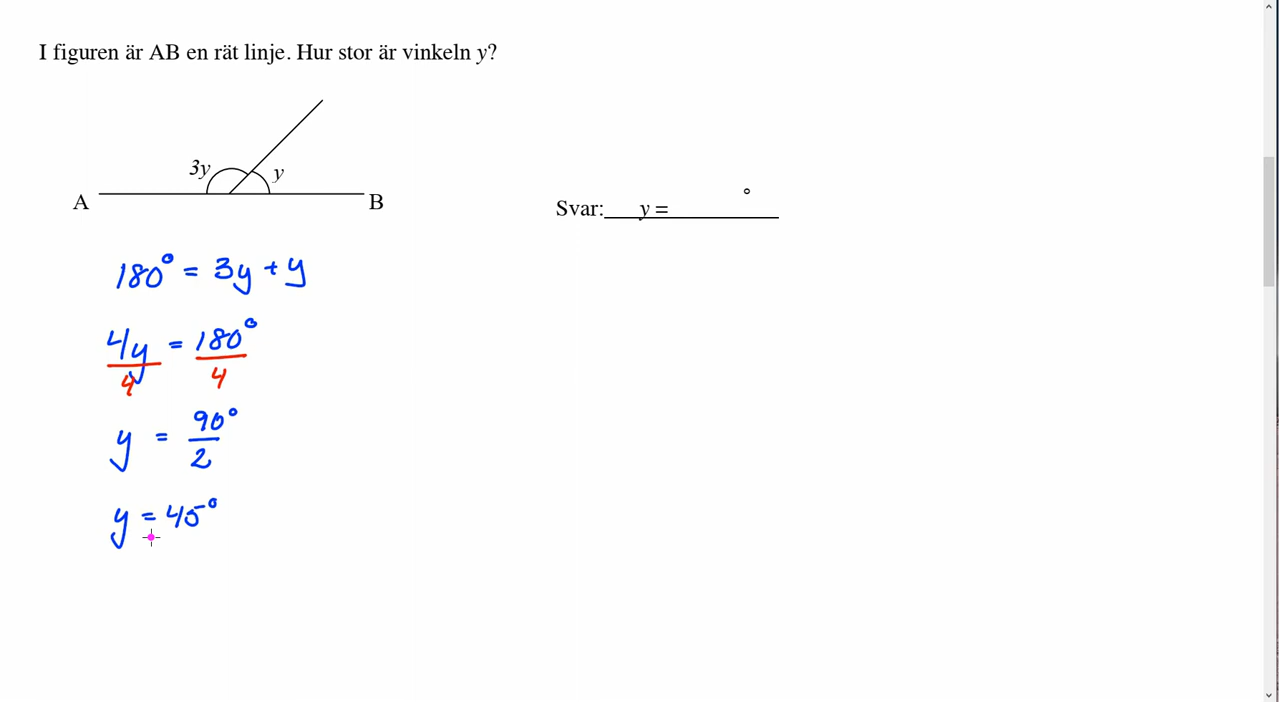 I figuren är AB en rät linje. Hur stor är vinkeln y?
3y y
A B
Svar: y = °
180° = 3y + y
4y = 180°
4 4
y = 90°
2
y = 45°